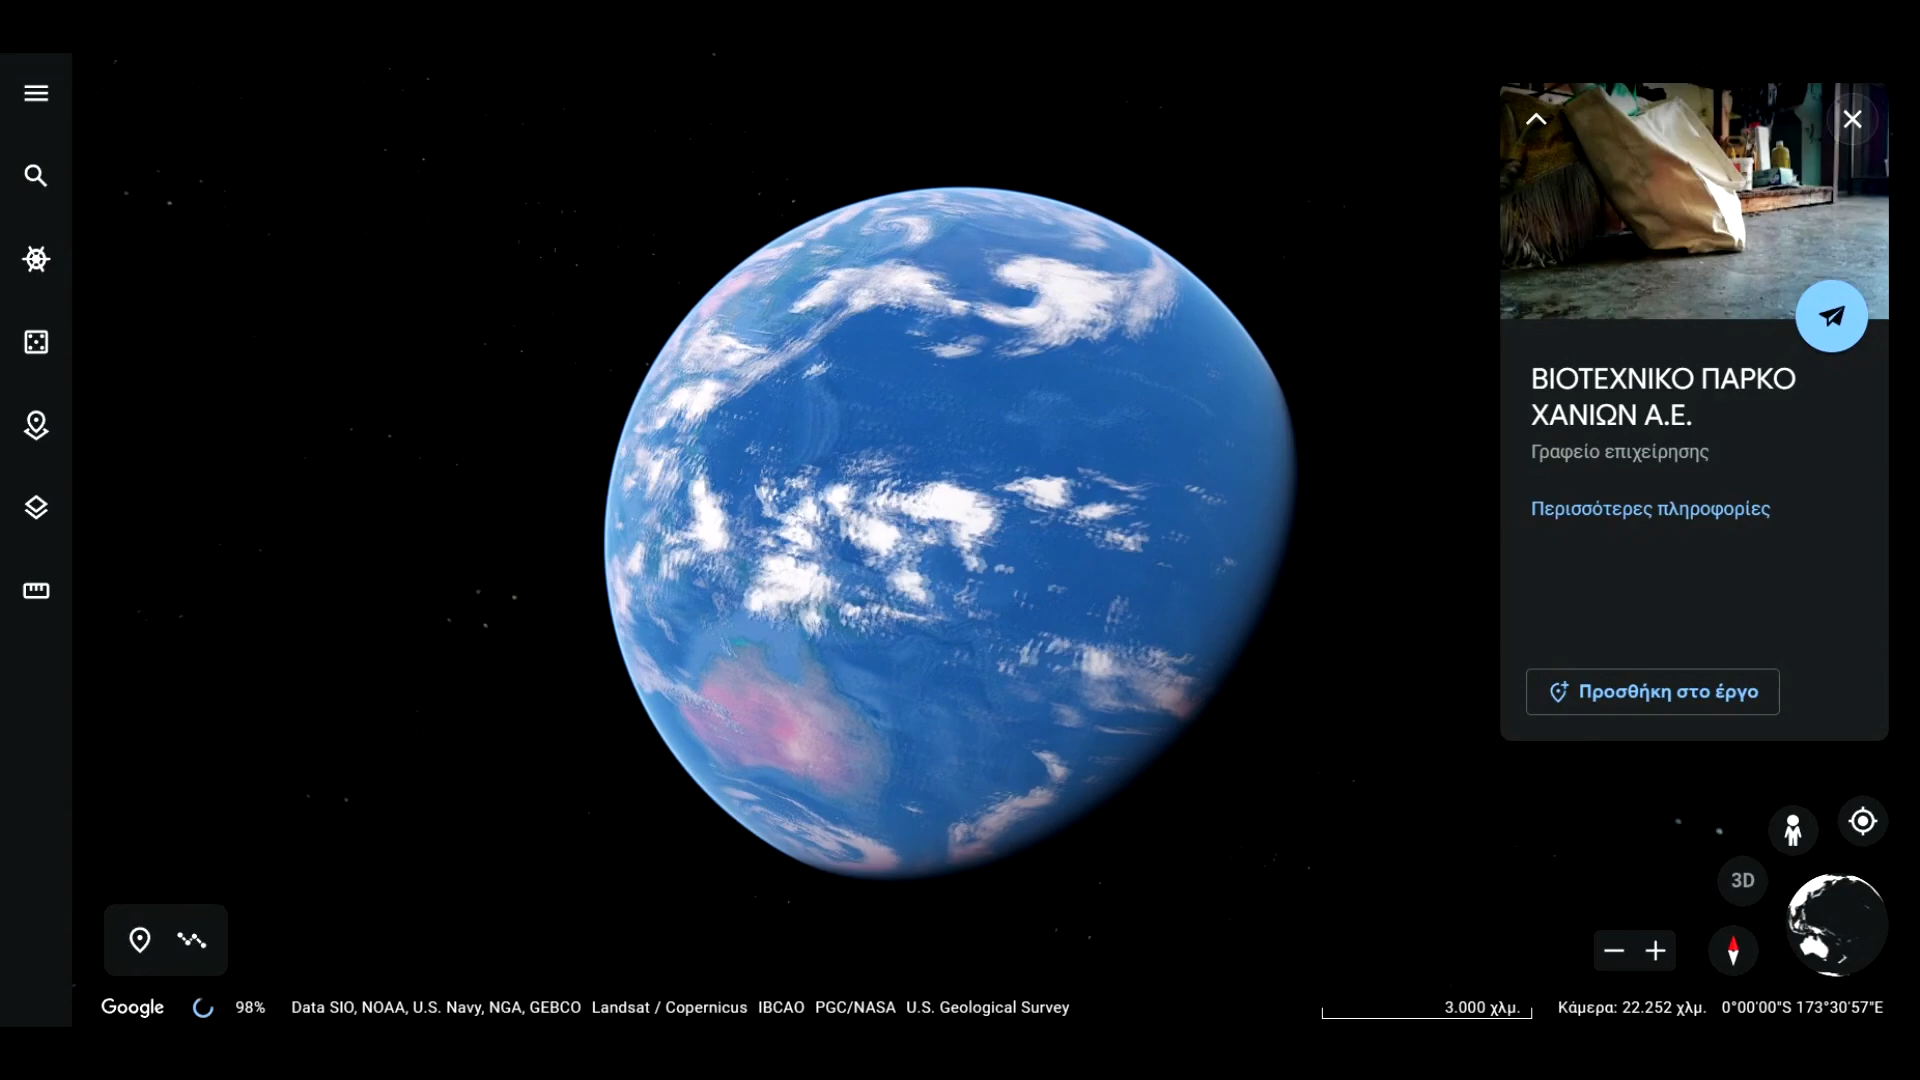 ΒΙΟΤΕΧΝΙΚΟ ΠΑΡΚΟ
ΧΑΝΙΩΝ Α.Ε.
Γραφείο επιχείρησης
Περισσότερες πληροφορίες
Προσθήκη στο έργο
3D
Google 98% Data SIO, NOAA, U.S. Navy, NGA, GEBCO Landsat / Copernicus IBCAO PGC/NASA U.S. Geological Survey 3.000 χλμ. Κάμερα: 22.252 χλμ. 0°00'00"S 173°30'57"E